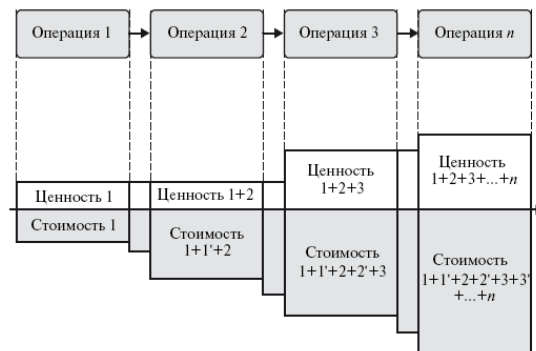 Операция 1
Операция 2
Операция 3
Операция n
Ценность 1
Ценность 1+2
Ценность
1+2+3
Ценность
1+2+3+...+n
Стоимость 1
Стоимость
1+1'+2
Стоимость
1+1'+2+2'+3
Стоимость
1+1'+2+2'+3+3'
+...+n